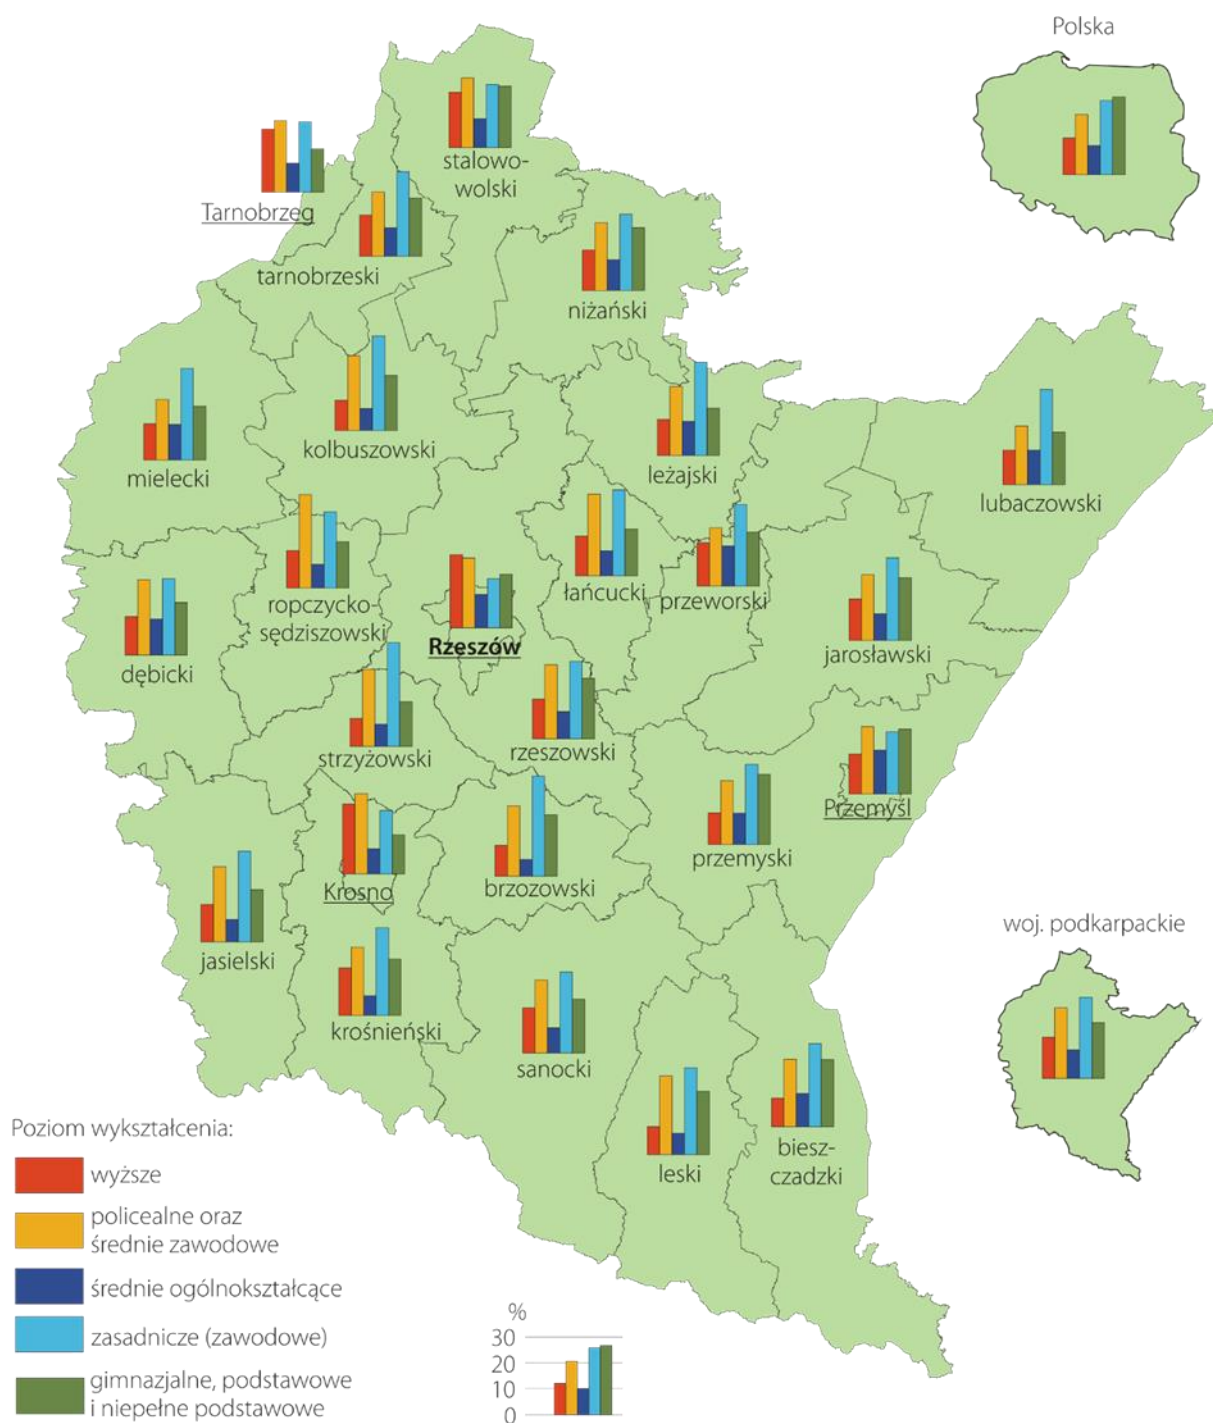 Polska
stalowo-
wolski
Tarnobrzeg
tarnobrzeski
niżański
kolbuszowski
mielecki
leżajski
lubaczowski
ropczycko-
sędziszowski
łańcucki
przeworski
dębicki
Rzeszów
jarosławski
strzyżowski
rzeszowski
Przemyśl
przemyski
Krosno
brzozowski
jasielski
woj. podkarpackie
krośnieński
sanocki
leski
biesz-
czadzki
Poziom wykształcenia:
wyższe
policealne oraz
średnie zawodowe
średnie ogólnokształcące
zasadnicze (zawodowe)
gimnazjalne, podstawowe
i niepełne podstawowe
%
30
20
10
0